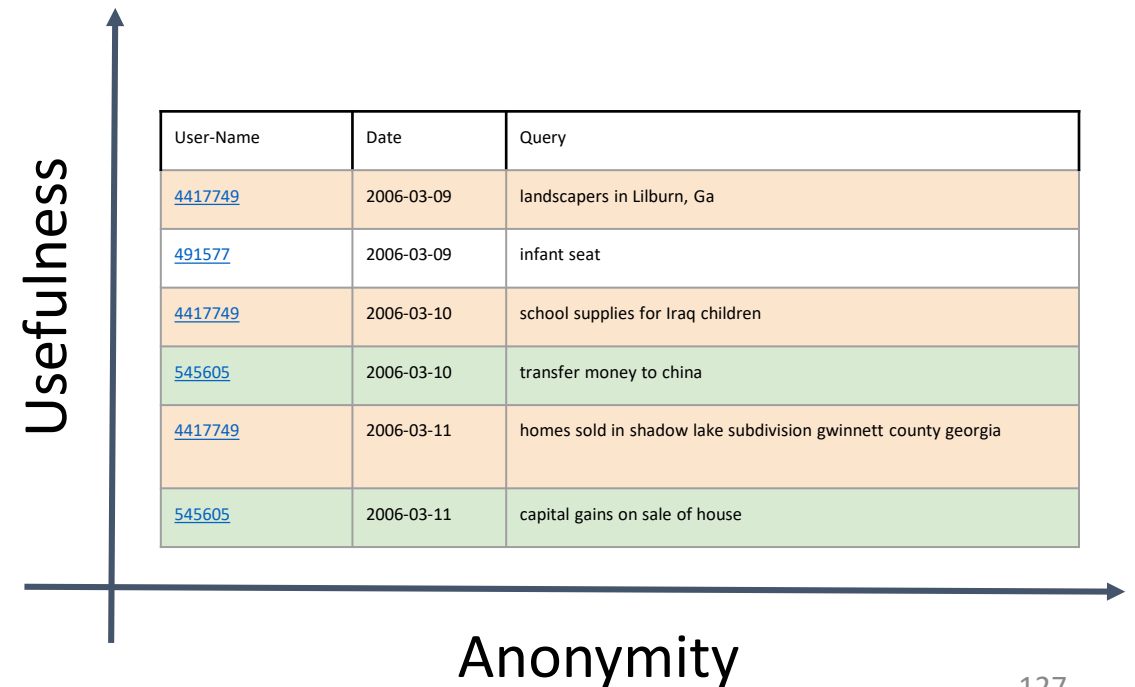 Usefulness
User-Name Date Query
4417749 2006-03-09 landscapers in Lilburn, Ga
491577 2006-03-09 infant seat
4417749 2006-03-10 school supplies for Iraq children
545605 2006-03-10 transfer money to china
4417749 2006-03-11 homes sold in shadow lake subdivision gwinnett county georgia
545605 2006-03-11 capital gains on sale of house
Anonymity
127